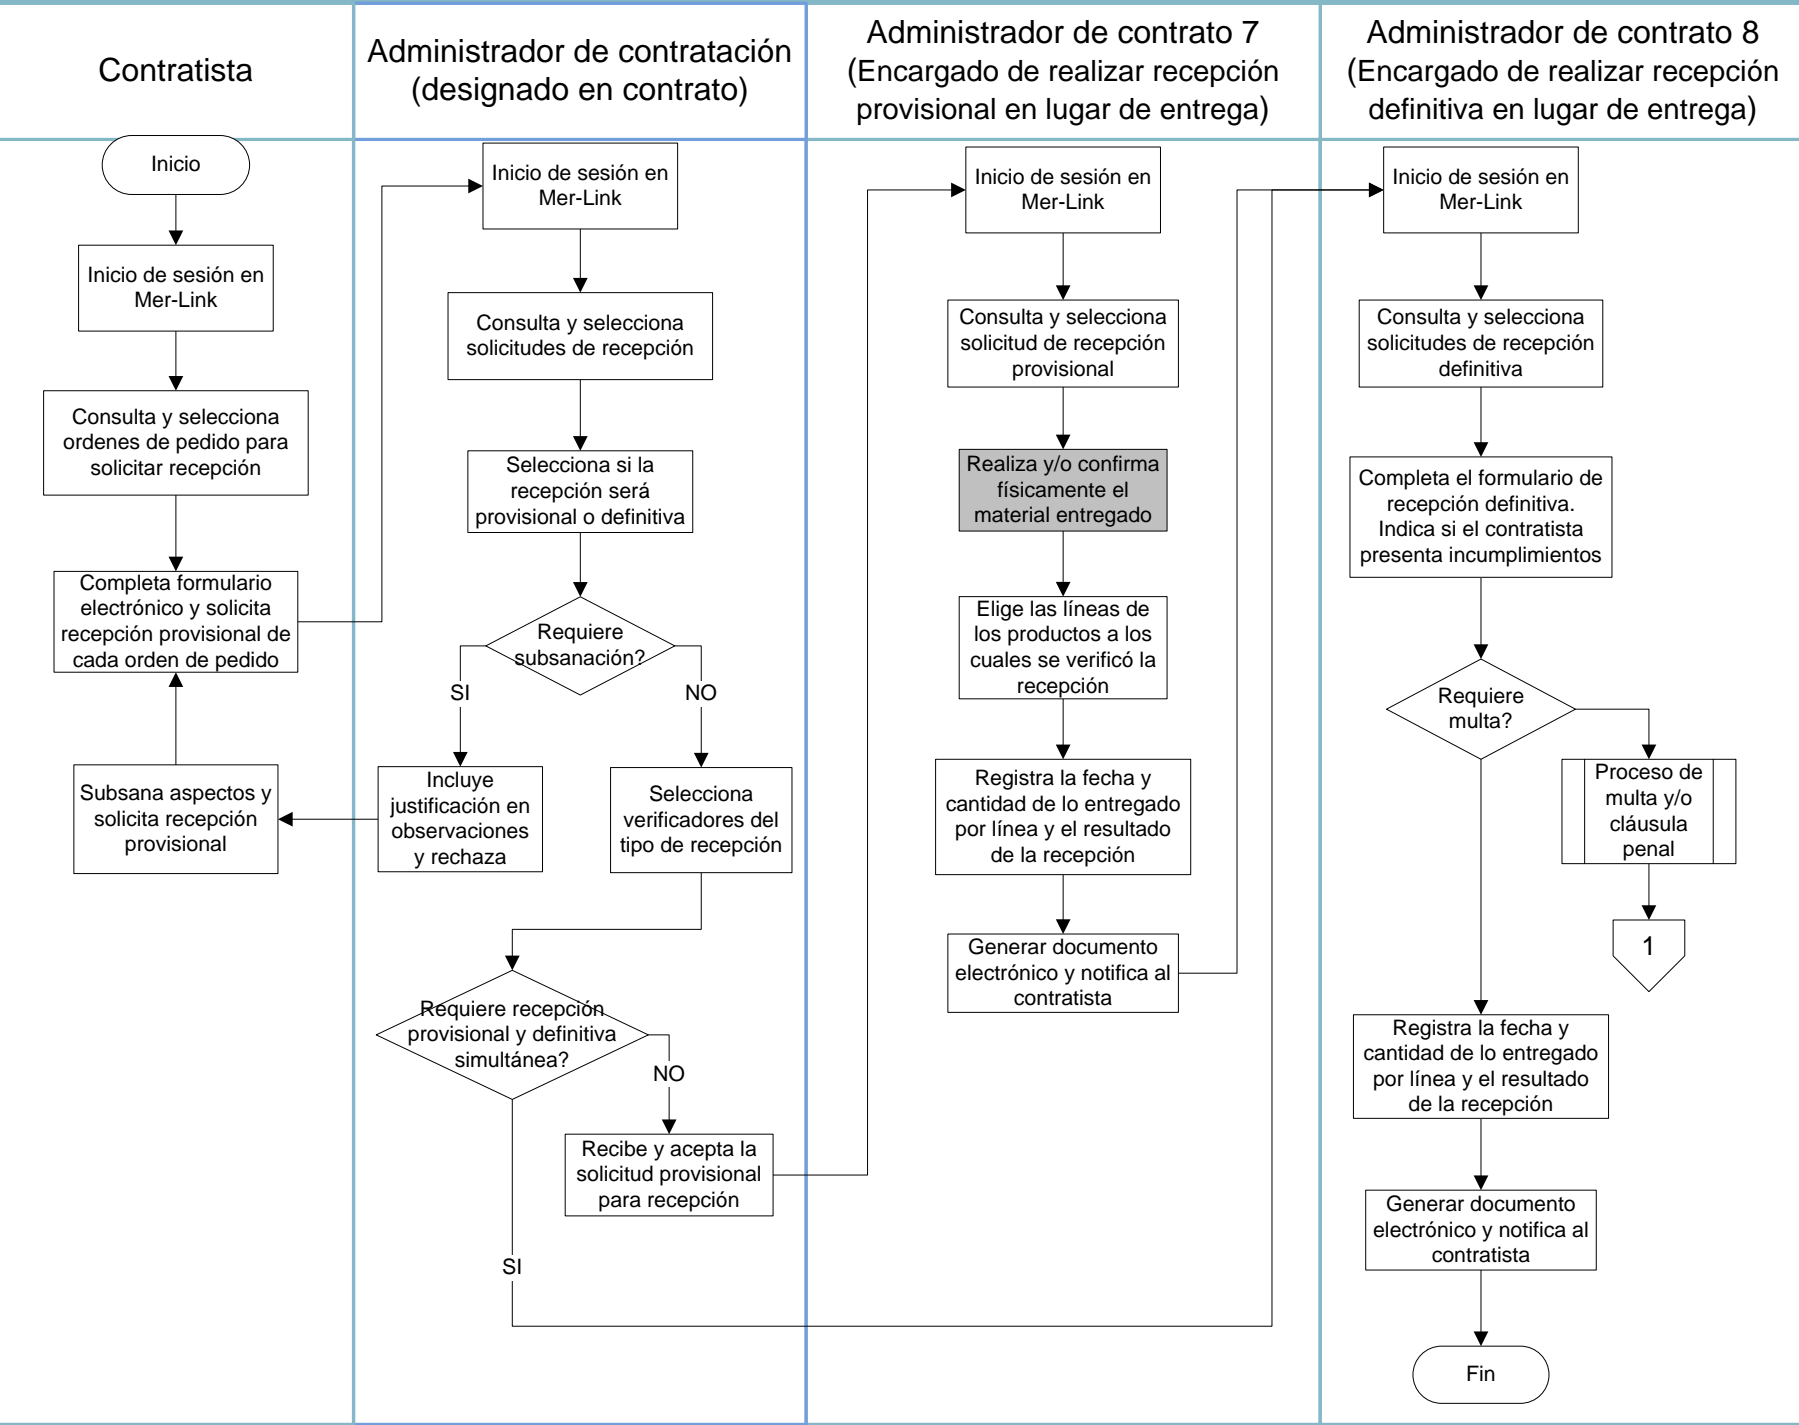 Contratista
Administrador de contratación
(designado en contrato)
Administrador de contrato 7
(Encargado de realizar recepción
provisional en lugar de entrega)
Administrador de contrato 8
(Encargado de realizar recepción
definitiva en lugar de entrega)
Inicio
Inicio de sesión en
Mer-Link
Consulta y selecciona
ordenes de pedido para
solicitar recepción
Completa formulario
electrónico y solicita
recepción provisional de
cada orden de pedido
Subsana aspectos y
solicita recepción
provisional
Inicio de sesión en
Mer-Link
Consulta y selecciona
solicitudes de recepción
Selecciona si la
recepción será
provisional o definitiva
Requiere
subsanación?
SI
NO
Incluye
justificación en
observaciones
y rechaza
Selecciona
verificadores del
tipo de recepción
Requiere recepción
provisional y definitiva
simultánea?
NO
Recibe y acepta la
solicitud provisional
para recepción
SI
Inicio de sesión en
Mer-Link
Consulta y selecciona
solicitud de recepción
provisional
Realiza y/o confirma
físicamente el
material entregado
Elige las líneas de
los productos a los
cuales se verificó la
recepción
Registra la fecha y
cantidad de lo entregado
por línea y el resultado
de la recepción
Generar documento
electrónico y notifica al
contratista
Inicio de sesión en
Mer-Link
Consulta y selecciona
solicitudes de recepción
definitiva
Completa el formulario de
recepción definitiva.
Indica si el contratista
presenta incumplimientos
Requiere
multa?
Proceso de
multa y/o
cláusula
penal
1
Registra la fecha y
cantidad de lo entregado
por línea y el resultado
de la recepción
Generar documento
electrónico y notifica al
contratista
Fin